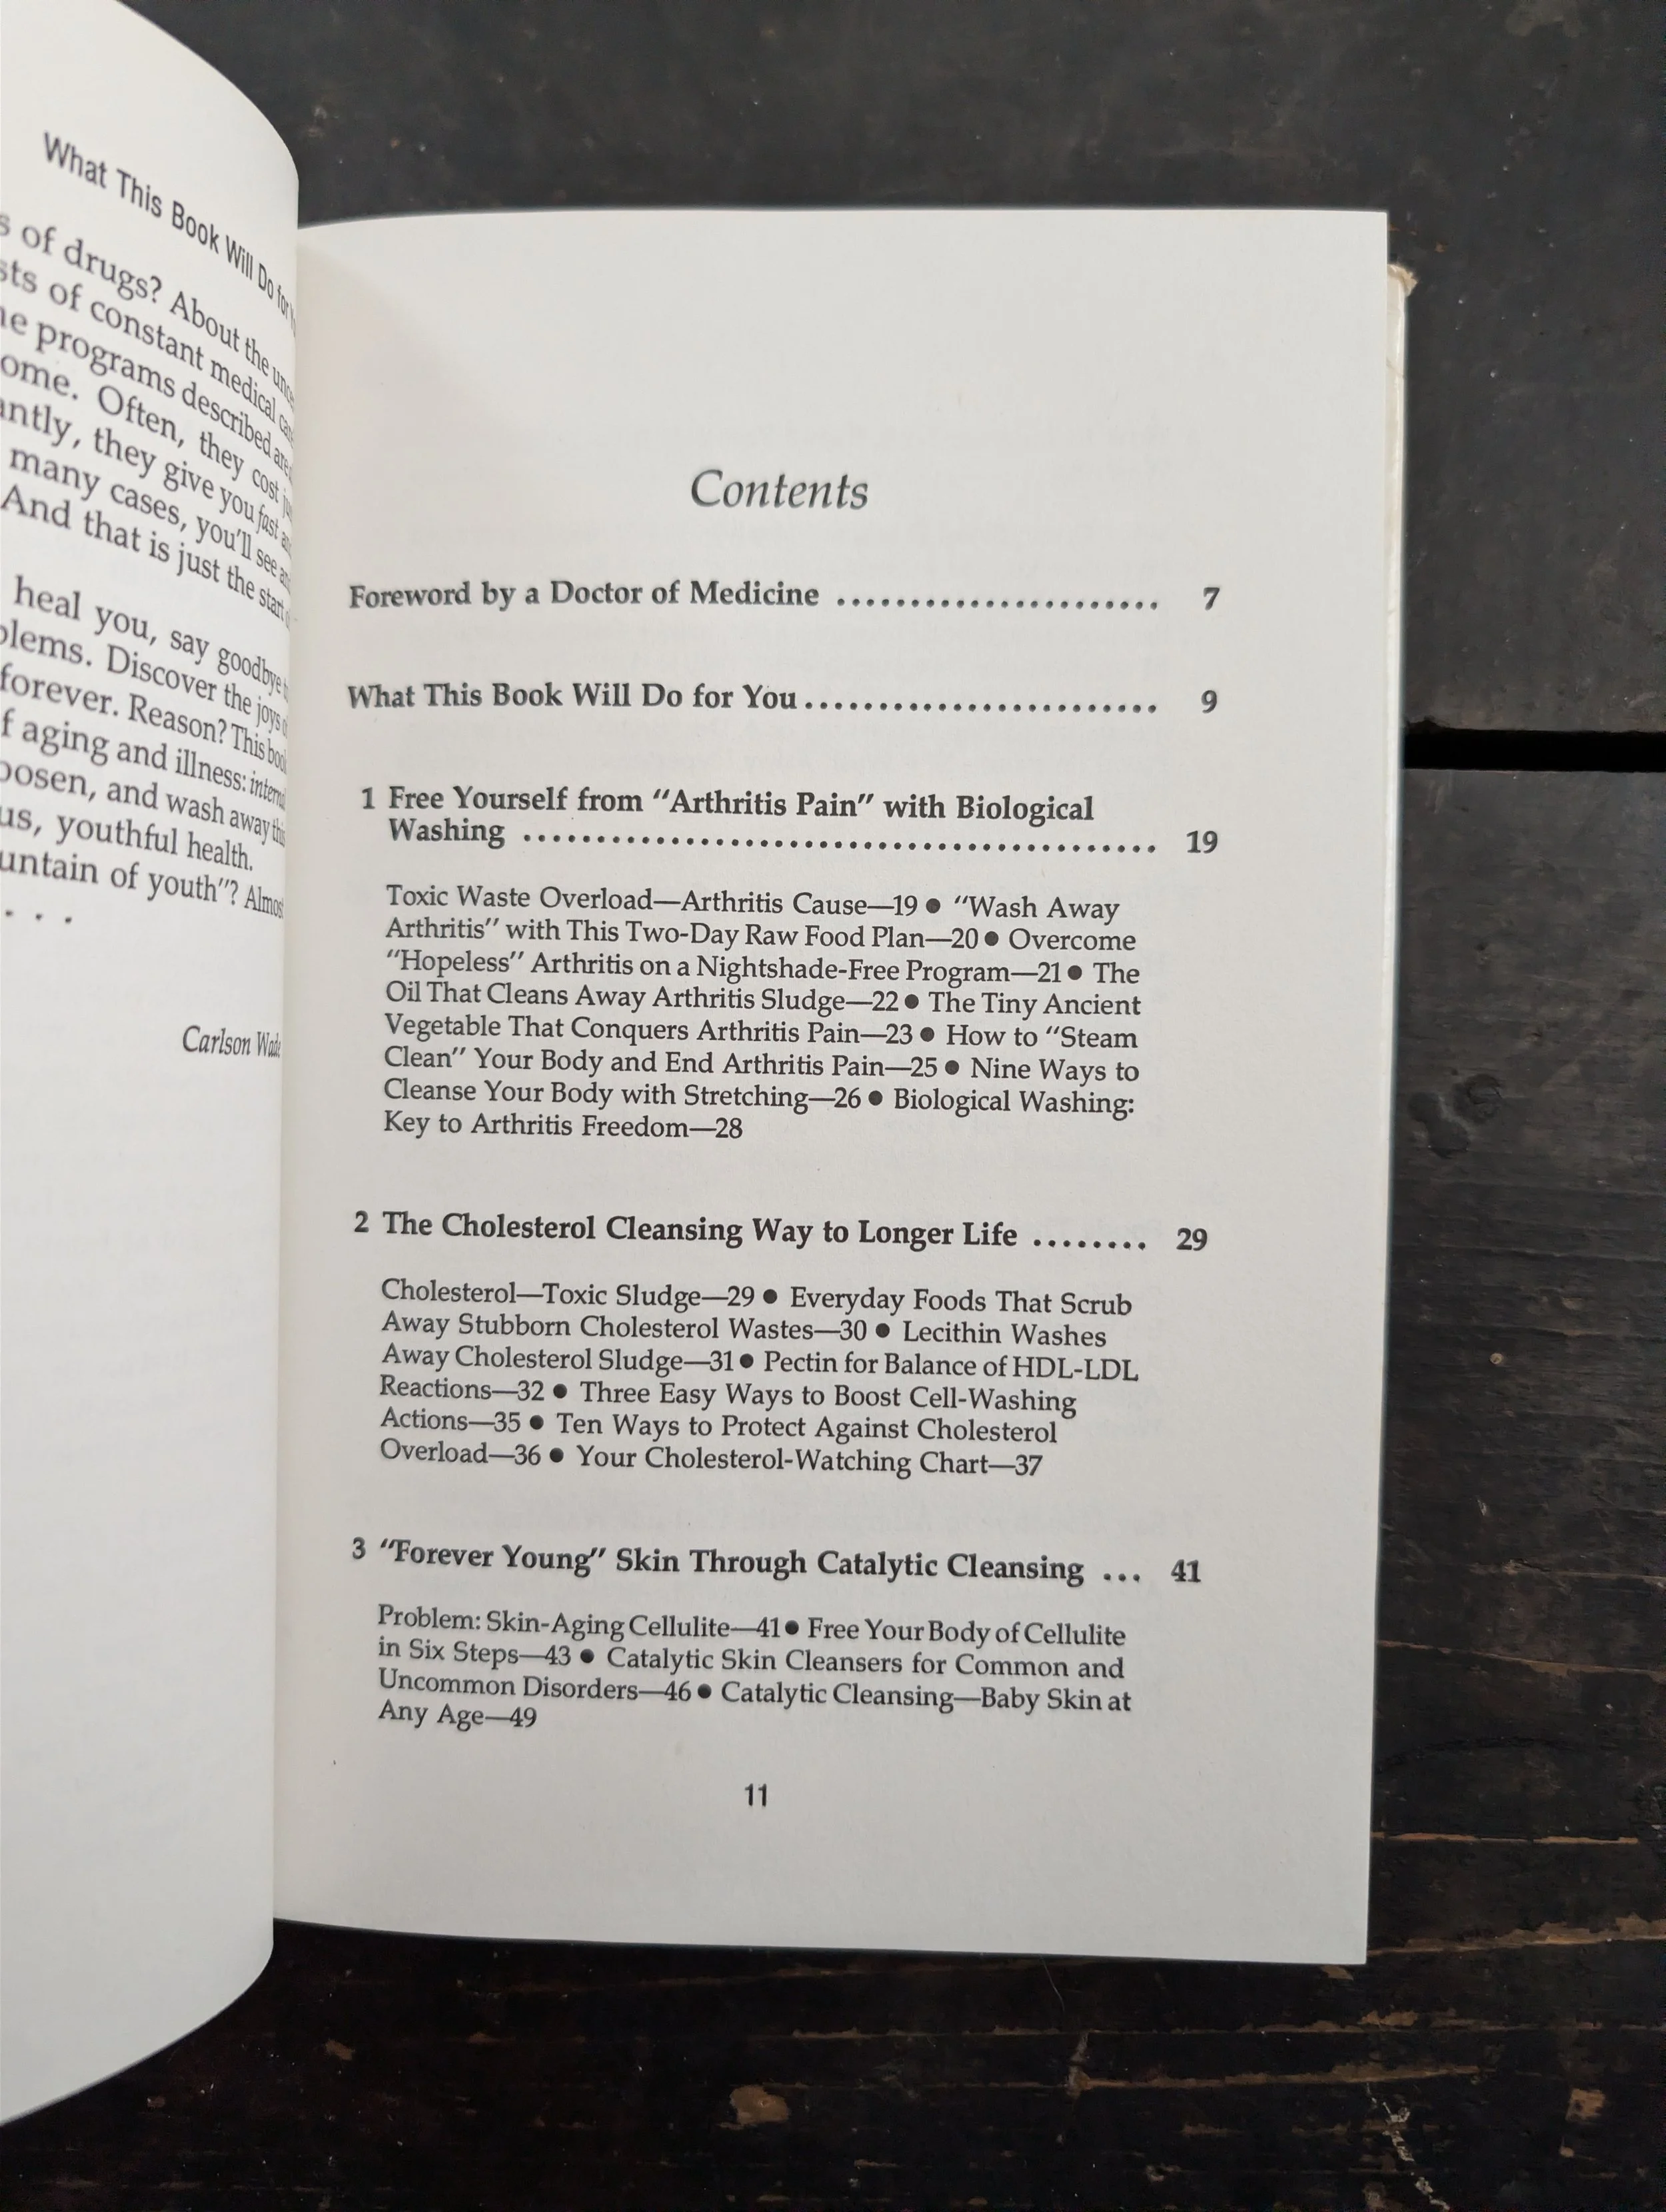 What This Book Will Do for
s of drugs? About the
sts of constant medical
he programs described are
ome. Often, they cost
antly, they give you fast
many cases, you'll see
And that is just the start
heal you, say goodbye
blems. Discover the joys
forever. Reason? This book
f aging and illness:
oosen, and wash away
us, youthful health.
untain of youth"? Almost
. . .
Carlson Wade
Contents
Foreword by a Doctor of Medicine ...................... 7
What This Book Will Do for You........................ 9
1 Free Yourself from "Arthritis Pain" with Biological
Washing ........................................... 19
Toxic Waste Overload—Arthritis Cause—19 ● "Wash Away
Arthritis" with This Two-Day Raw Food Plan—20 ● Overcome
"Hopeless" Arthritis on a Nightshade-Free Program—21 ● The
Oil That Cleans Away Arthritis Sludge—22 ● The Tiny Ancient
Vegetable That Conquers Arthritis Pain—23 ● How to "Steam
Clean" Your Body and End Arthritis Pain—25 ● Nine Ways to
Cleanse Your Body with Stretching—26 ● Biological Washing:
Key to Arthritis Freedom—28
2 The Cholesterol Cleansing Way to Longer Life ........ 29
Cholesterol—Toxic Sludge—29 ● Everyday Foods That Scrub
Away Stubborn Cholesterol Wastes—30 ● Lecithin Washes
Away Cholesterol Sludge—31 ● Pectin for Balance of HDL-LDL
Reactions—32 ● Three Easy Ways to Boost Cell-Washing
Actions—35 ● Ten Ways to Protect Against Cholesterol
Overload—36 ● Your Cholesterol-Watching Chart—37
3 "Forever Young" Skin Through Catalytic Cleansing ... 41
Problem: Skin-Aging Cellulite—41 ● Free Your Body of Cellulite
in Six Steps—43 ● Catalytic Skin Cleansers for Common and
Uncommon Disorders—46 ● Catalytic Cleansing—Baby Skin at
Any Age—49
11